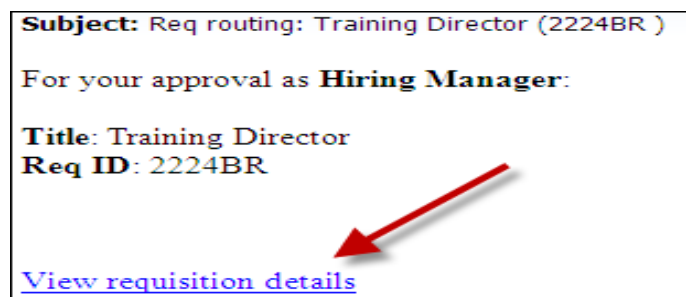 Subject: Req routing: Training Director (2224BR )
For your approval as Hiring Manager:
Title: Training Director
Req ID: 2224BR
View requisition details